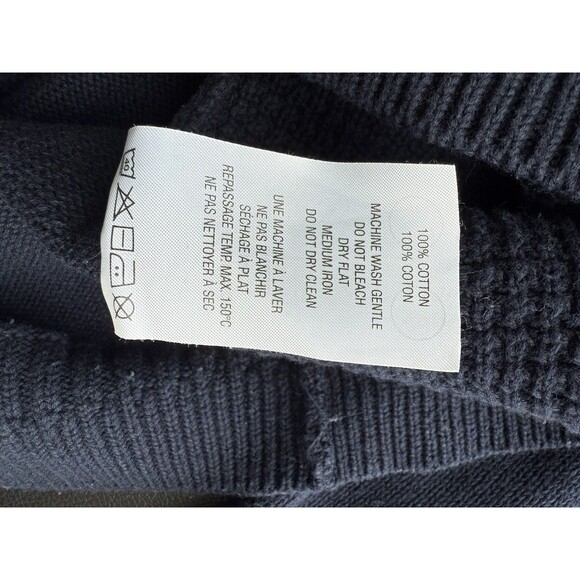 100% COTTON
100% COTON
MACHINE WASH GENTLE
DO NOT BLEACH
DRY FLAT
MEDIUM IRON
DO NOT DRY CLEAN
UNE MACHINE À LAVER
NE PAS BLANCHIR
SÉCHAGE À PLAT
REPASSAGE TEMP. MAX. 150°C
NE PAS NETTOYER À SEC
40